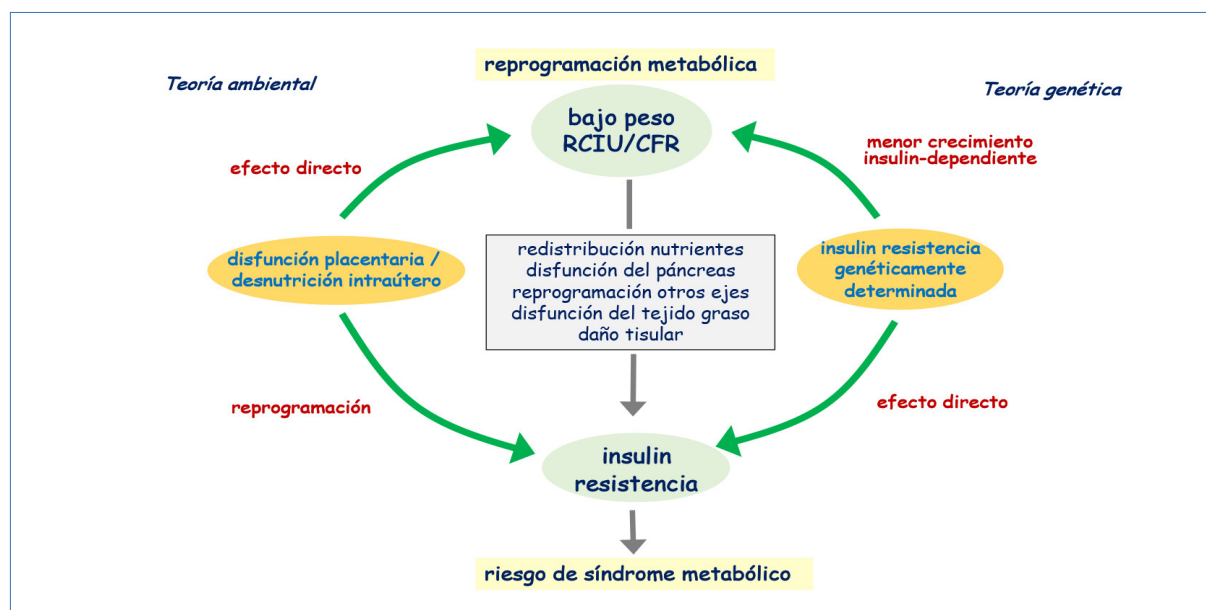 reprogramación metabólica
Teoría ambiental
Teoría genética
bajo peso
RCIU/CFR
efecto directo
menor crecimiento
insulin-dependiente
disfunción placentaria /
desnutrición intraútero
redistribución nutrientes
disfunción del páncreas
reprogramación otros ejes
disfunción del tejido graso
daño tisular
insulin resistencia
genéticamente
determinada
reprogramación
efecto directo
insulin
resistencia
riesgo de síndrome metabólico